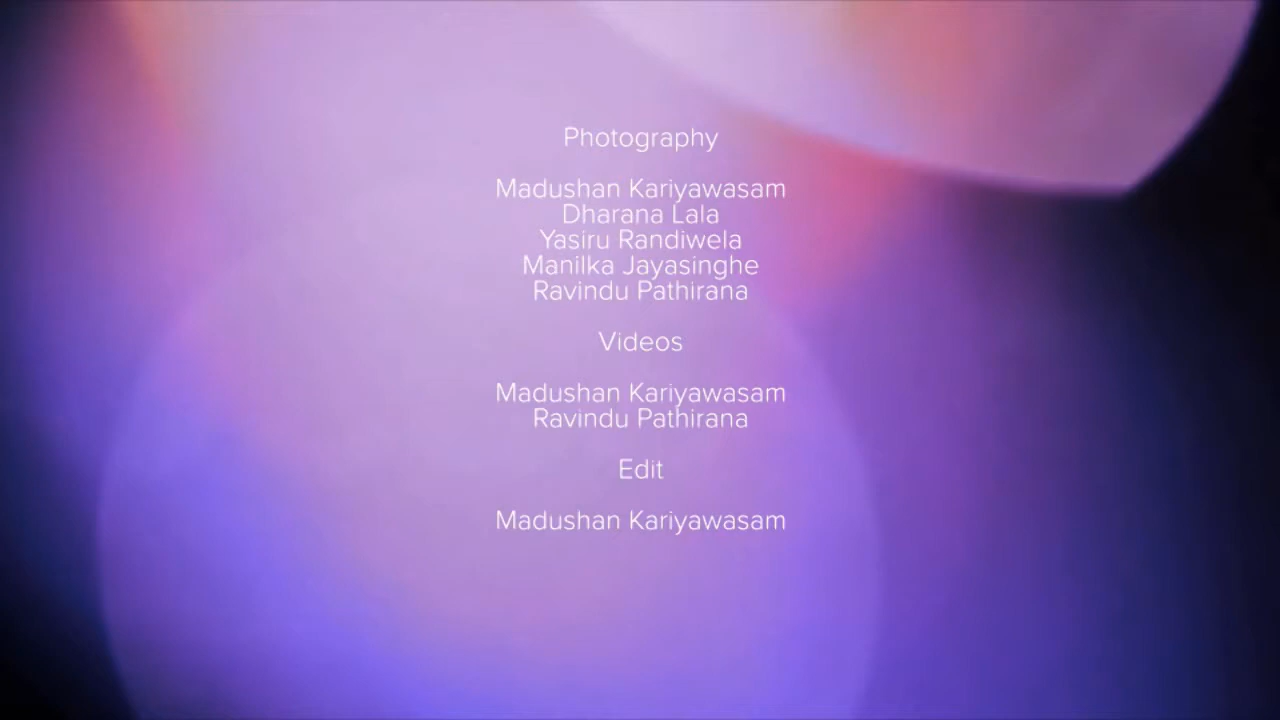 Photography
Madushan Kariyawasam
Dharana Lala
Yasiru Randiwela
Manilka Jayasinghe
Ravindu Pathirana
Videos
Madushan Kariyawasam
Ravindu Pathirana
Edit
Madushan Kariyawasam